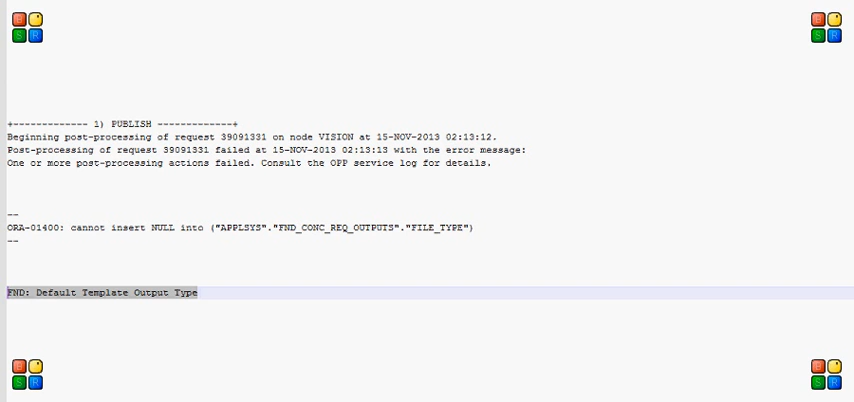 B
S R
B
S R
+------------- 1) PUBLISH -------------+
Beginning post-processing of request 39091331 on node VISION at 15-NOV-2013 02:13:12.
Post-processing of request 39091331 failed at 15-NOV-2013 02:13:13 with the error message:
One or more post-processing actions failed. Consult the OPP service log for details.
--
ORA-01400: cannot insert NULL into ("APPLSYS"."FND_CONC_REQ_OUTPUTS"."FILE_TYPE")
--
FND: Default Template Output Type
B
S R
B
S R